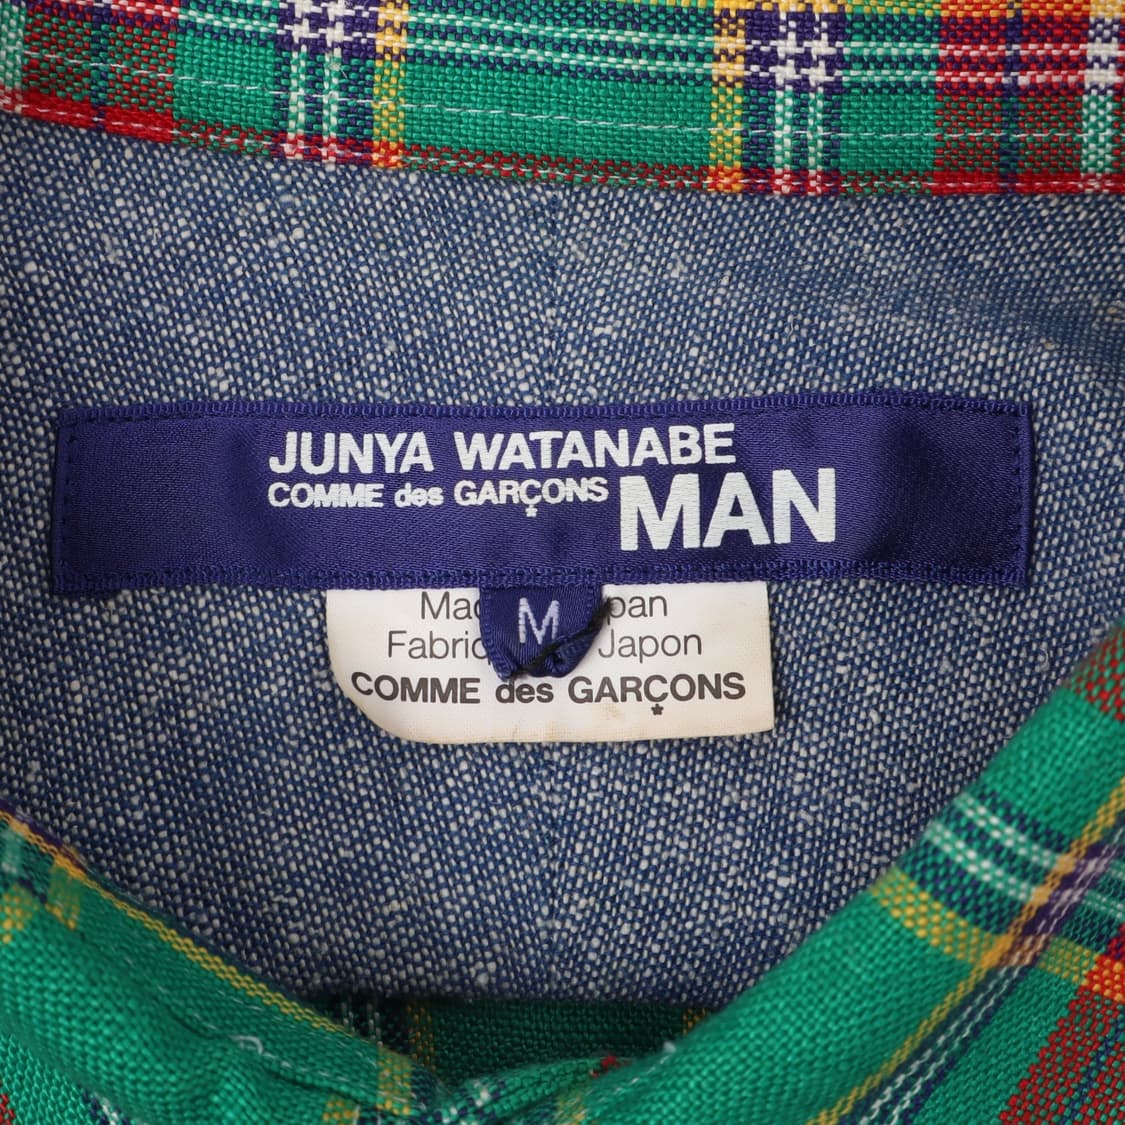 JUNYA WATANABE
COMME des GARÇONS MAN
M
Japon
COMME des GARÇONS